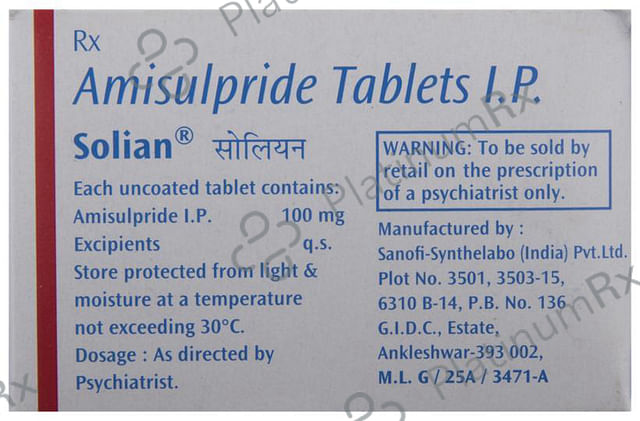 Rx
Amisulpride Tablets I.P.
Solian® सोलियन
Each uncoated tablet contains:
Amisulpride I.P. 100 mg
Excipients q.s.
Store protected from light &
moisture at a temperature
not exceeding 30°C.
Dosage : As directed by
Psychiatrist.
WARNING: To be sold by
retail on the prescription
of a psychiatrist only.
Manufactured by :
Sanofi-Synthelabo (India) Pvt.Ltd.
Plot No. 3501, 3503-15,
6310 B-14, P.B. No. 136
G.I.D.C., Estate,
Ankleshwar-393 002,
M.L. G / 25A / 3471-A
PlatinumRx
PlatinumRx